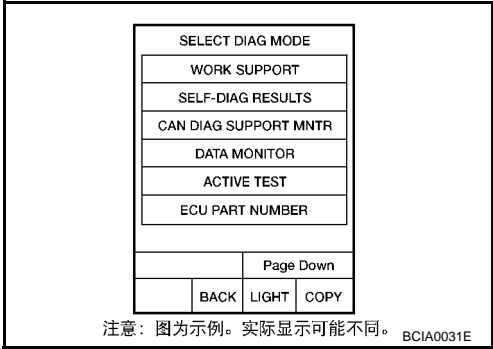 SELECT DIAG MODE
WORK SUPPORT
SELF-DIAG RESULTS
CAN DIAG SUPPORT MNTR
DATA MONITOR
ACTIVE TEST
ECU PART NUMBER
Page Down
BACK LIGHT COPY
注意：图为示例。实际显示可能不同。
BCIA0031E